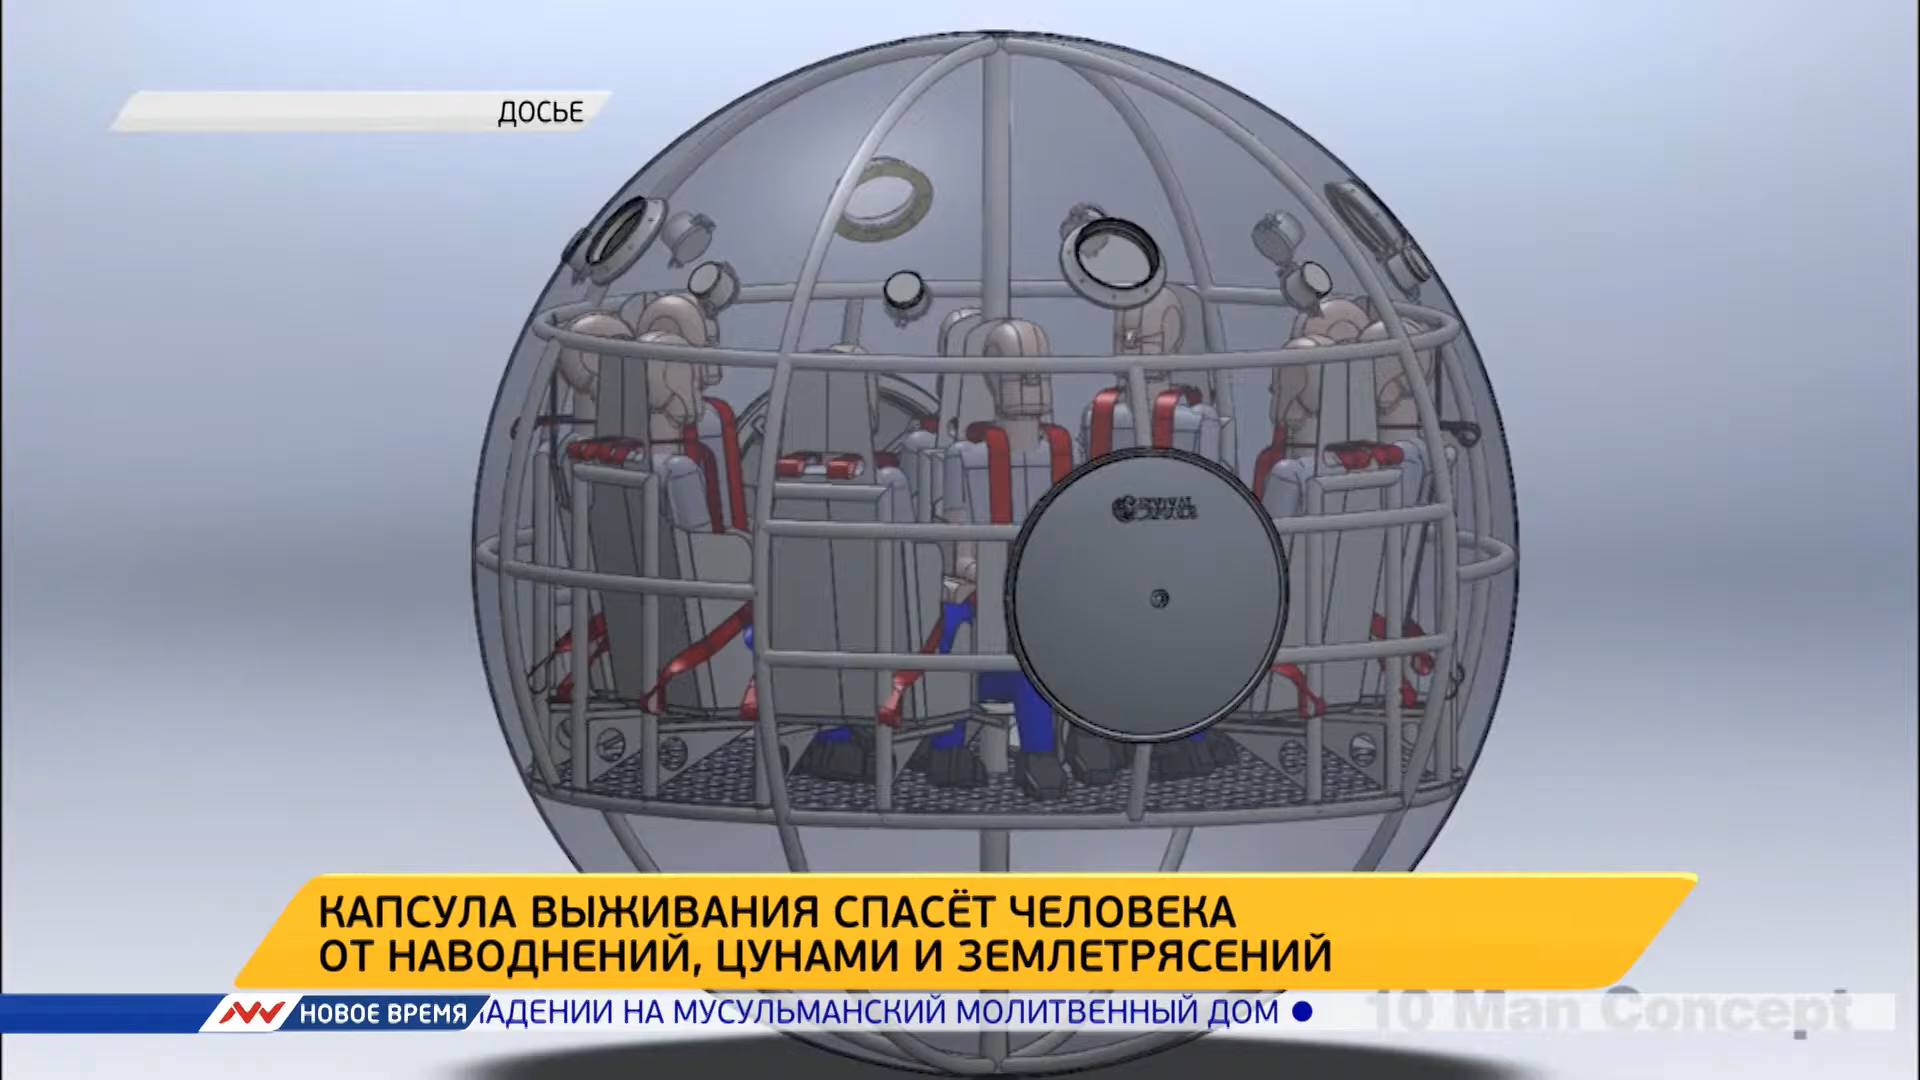 ДОСЬЕ
КАПСУЛА ВЫЖИВАНИЯ СПАСЁТ ЧЕЛОВЕКА
ОТ НАВОДНЕНИЙ, ЦУНАМИ И ЗЕМЛЕТРЯСЕНИЙ
НОВОЕ ВРЕМЯ
АДЕНИИ НА МУСУЛЬМАНСКИЙ МОЛИТВЕННЫЙ ДОМ ●
10 Man Concept